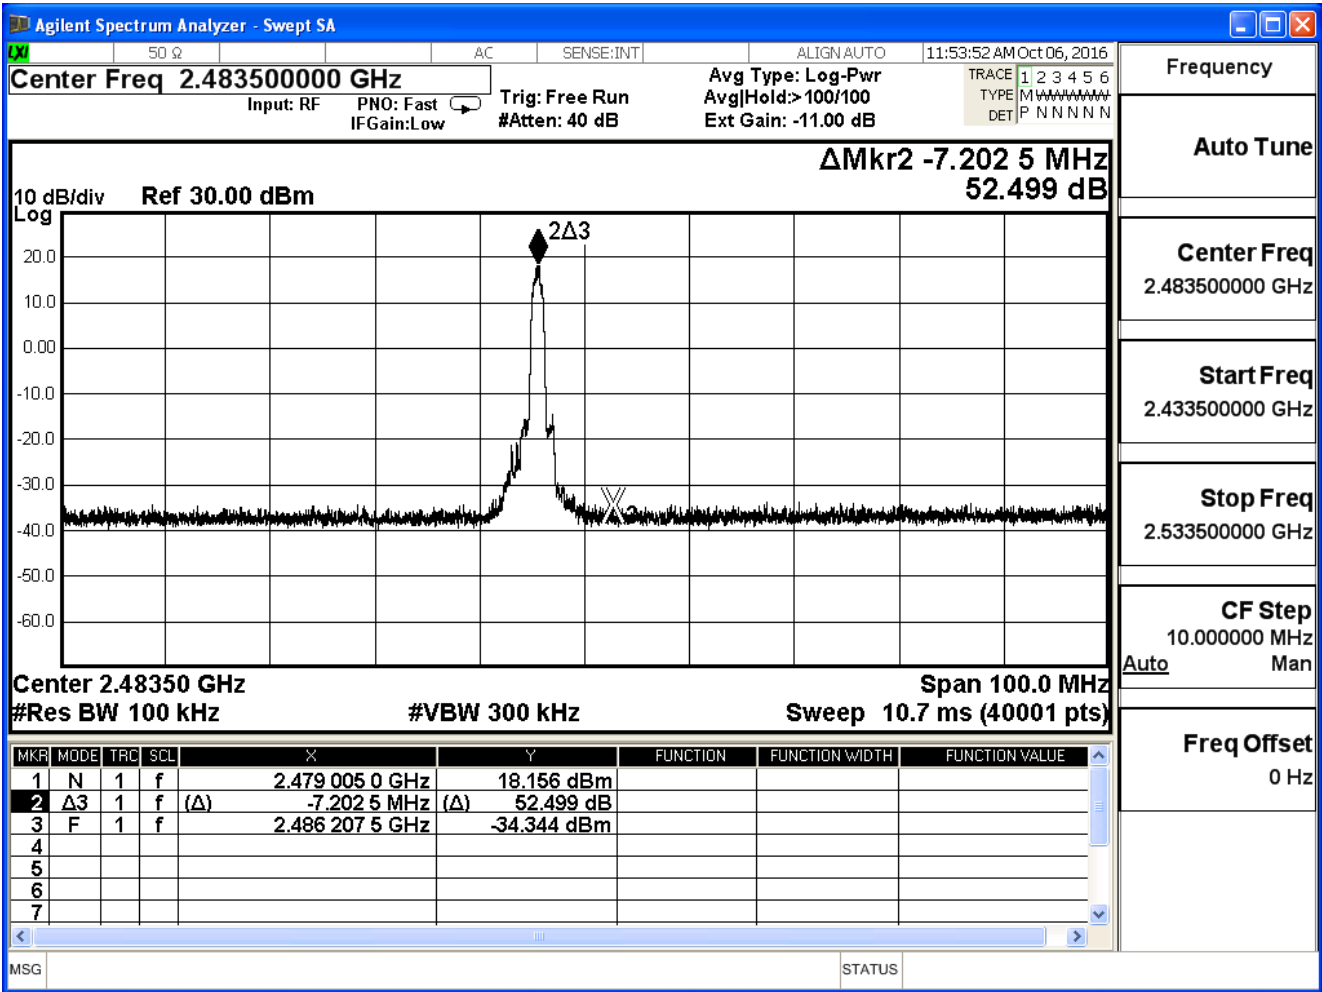 Agilent Spectrum Analyzer - Swept SA
LXI 50 Ω AC SENSE:INT ALIGN AUTO 11:53:52 AM Oct 06, 2016
Center Freq 2.483500000 GHz
Input: RF PNO: Fast IFGain:Low
Trig: Free Run
#Atten: 40 dB
Avg Type: Log-Pwr
Avg|Hold:>100/100
Ext Gain: -11.00 dB
TRACE 1 2 3 4 5 6
TYPE M
DET P N N N N N
ΔMkr2 -7.202 5 MHz
52.499 dB
10 dB/div Ref 30.00 dBm
Log
2Δ3
20.0
10.0
0.00
-10.0
-20.0
-30.0
-40.0
-50.0
-60.0
Center 2.48350 GHz Span 100.0 MHz
#Res BW 100 kHz #VBW 300 kHz Sweep 10.7 ms (40001 pts)
MKR MODE TRC SCL X Y FUNCTION FUNCTION WIDTH FUNCTION VALUE
1 N 1 f 2.479 005 0 GHz 18.156 dBm
2 Δ3 1 f (Δ) -7.202 5 MHz (Δ) 52.499 dB
3 F 1 f 2.486 207 5 GHz -34.344 dBm
4
5
6
7
MSG STATUS
Frequency
Auto Tune
Center Freq
2.483500000 GHz
Start Freq
2.433500000 GHz
Stop Freq
2.533500000 GHz
CF Step
10.000000 MHz
Auto Man
Freq Offset
0 Hz